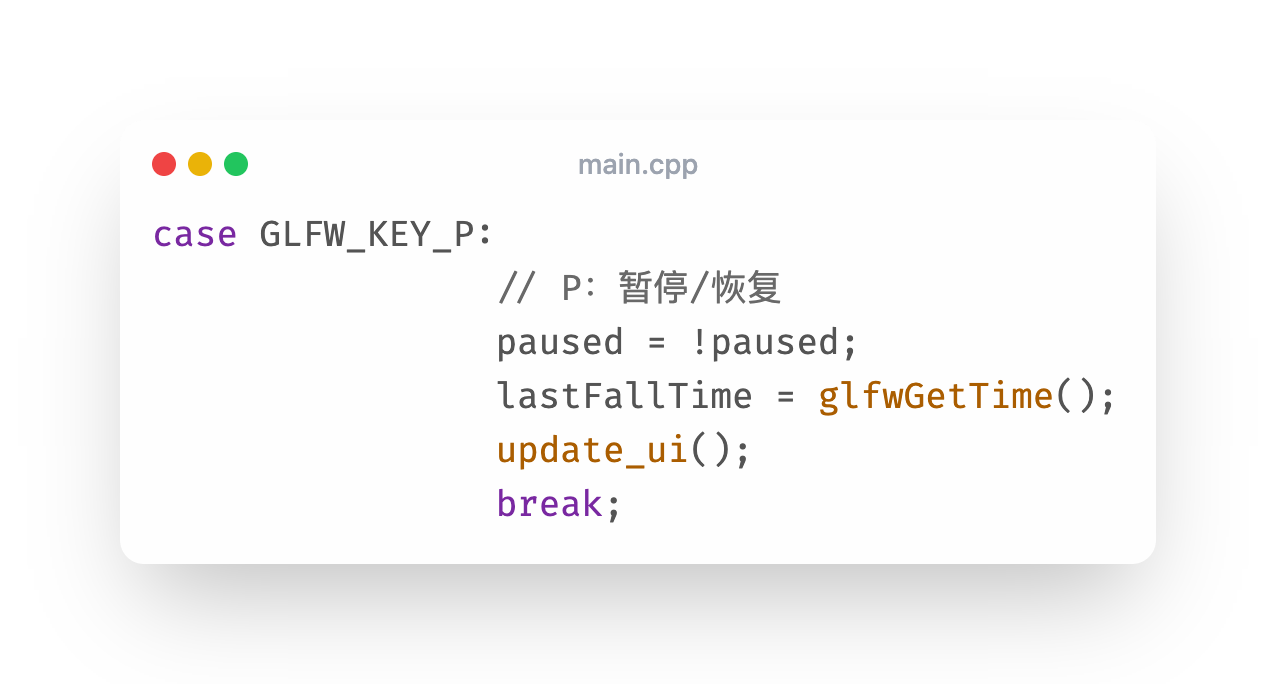 main.cpp
case GLFW_KEY_P:
// P: 暂停/恢复
paused = !paused;
lastFallTime = glfwGetTime();
update_ui();
break;